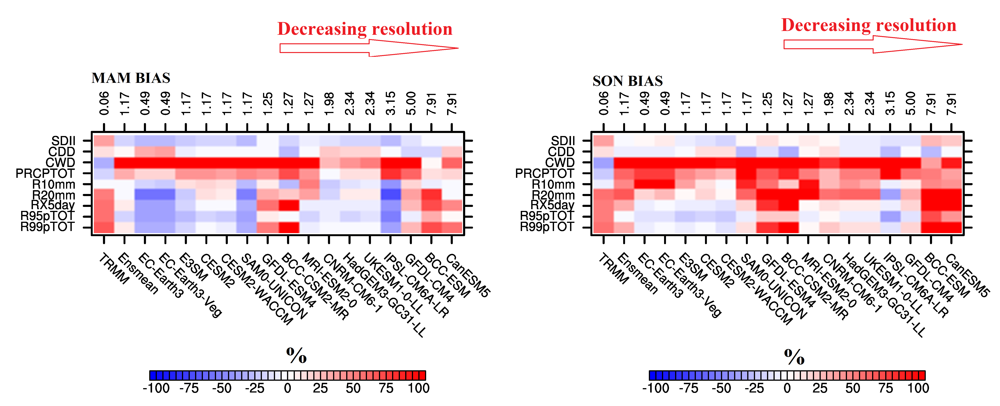 Decreasing resolution
MAM BIAS
0.06 1.17 0.49 0.49 1.17 1.17 1.17 1.17 1.25 1.27 1.27 1.98 2.34 2.34 3.15 5.00 7.91 7.91
SDII
CDD
CWD
PRCPTOT
R10mm
R20mm
RX5day
R95pTOT
R99pTOT
TRMM
Ensmean
EC-Earth3
EC-Earth3-Veg
E3SM
CESM2
CESM2-WACCM
SAM0-UNICON
GFDL-ESM4
BCC-CSM2-MR
MRI-ESM2-0
CNRM-CM6-1
HadGEM3-GC31-LL
UKESM1-0-LL
IPSL-CM6A-LR
GFDL-CM4
BCC-ESM
CanESM5
%
-100 -75 -50 -25 0 25 50 75 100
Decreasing resolution
SON BIAS
0.06 1.17 0.49 0.49 1.17 1.17 1.17 1.17 1.25 1.27 1.27 1.98 2.34 2.34 3.15 5.00 7.91 7.91
SDII
CDD
CWD
PRCPTOT
R10mm
R20mm
RX5day
R95pTOT
R99pTOT
TRMM
Ensmean
EC-Earth3
EC-Earth3-Veg
E3SM
CESM2
CESM2-WACCM
SAM0-UNICON
GFDL-ESM4
BCC-CSM2-MR
MRI-ESM2-0
CNRM-CM6-1
HadGEM3-GC31-LL
UKESM1-0-LL
IPSL-CM6A-LR
GFDL-CM4
BCC-ESM
CanESM5
%
-100 -75 -50 -25 0 25 50 75 100